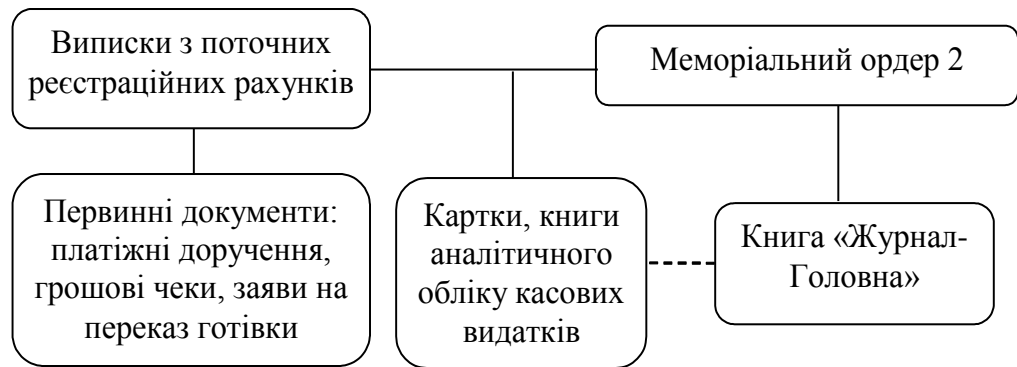 Виписки з поточних
реєстраційних рахунків
Меморіальний ордер 2
Первинні документи:
платіжні доручення,
грошові чеки, заяви на
переказ готівки
Картки, книги
аналітичного
обліку касових
видатків
Книга «Журнал-
Головна»